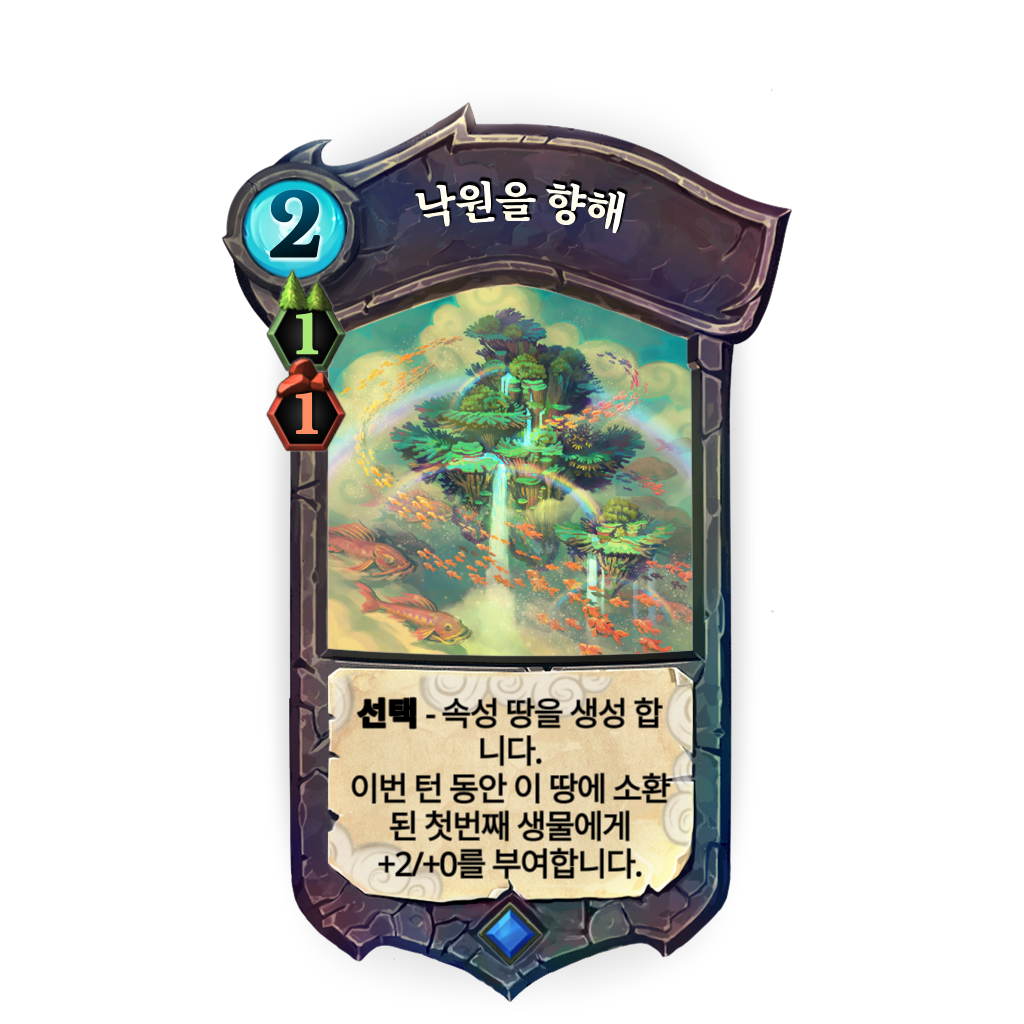 2
낙원을 향해
1
1
선택 - 속성 땅을 생성 합
니다.
이번 턴 동안 이 땅에 소환
된 첫번째 생물에게
+2/+0를 부여합니다.